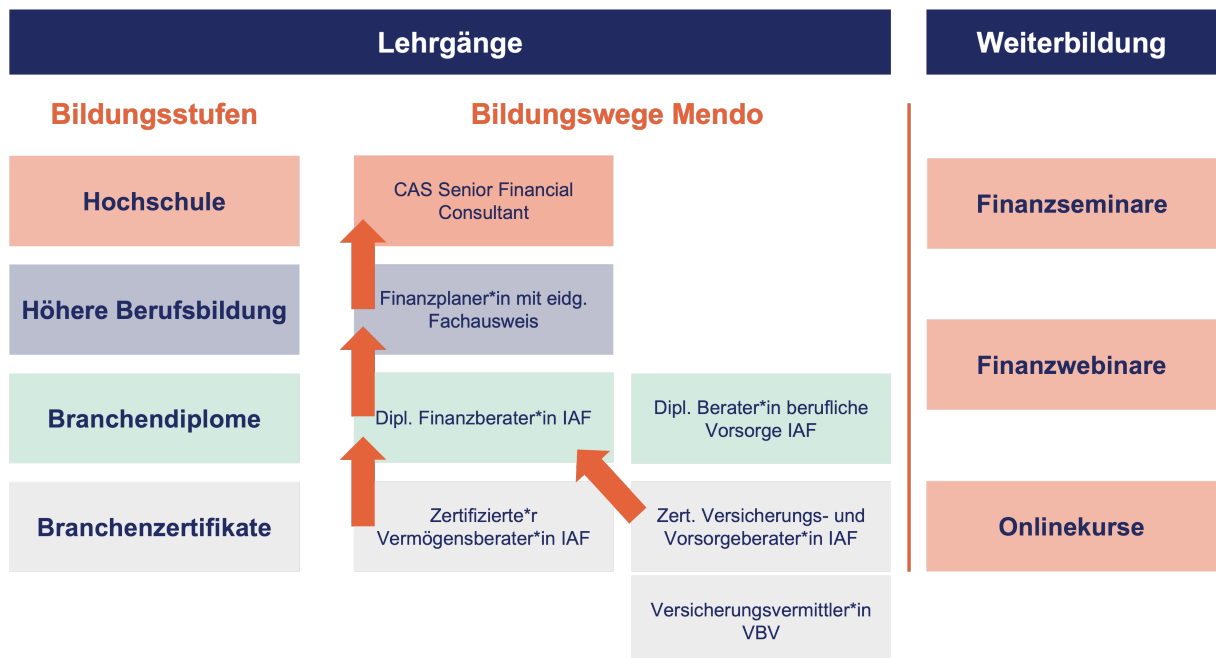 Lehrgänge
Weiterbildung
Bildungsstufen
Bildungswege Mendo
Hochschule
CAS Senior Financial
Consultant
Finanzseminare
Höhere Berufsbildung
Finanzplaner*in mit eidg.
Fachausweis
Finanzwebinare
Branchendiplome
Dipl. Finanzberater*in IAF
Dipl. Berater*in berufliche
Vorsorge IAF
Branchenzertifikate
Zertifizierte*r
Vermögensberater*in IAF
Zert. Versicherungs- und
Vorsorgeberater*in IAF
Onlinekurse
Versicherungsvermittler*in
VBV